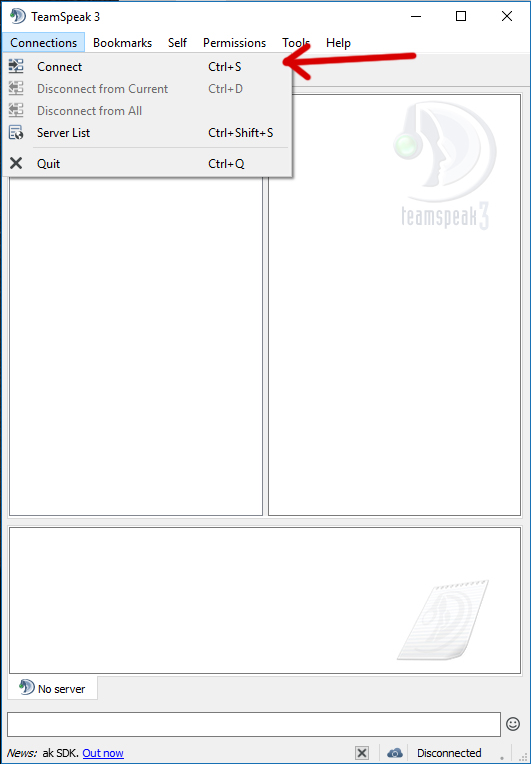 TeamSpeak 3
Connections Bookmarks Self Permissions Tools Help
Connect Ctrl+S
Disconnect from Current Ctrl+D
Disconnect from All
Server List Ctrl+Shift+S
Quit Ctrl+Q
teamspeak3
No server
News: ak SDK. Out now
Disconnected